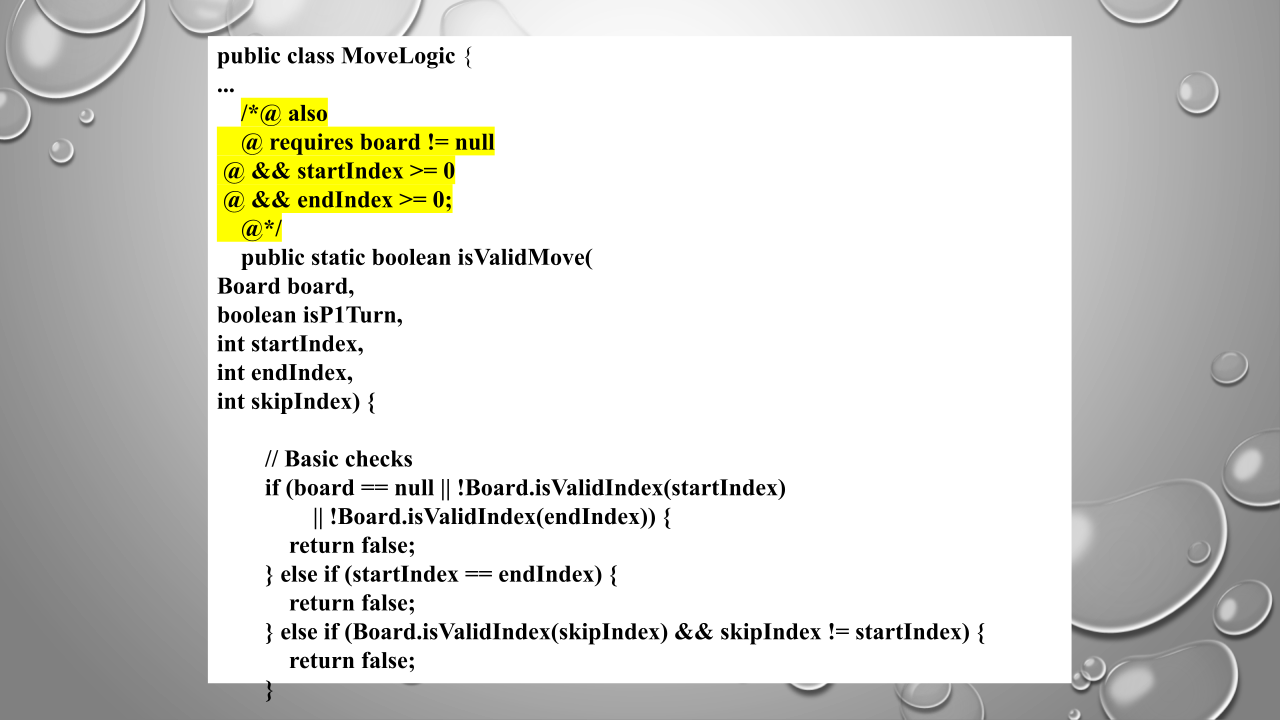 public class MoveLogic {
...
/*@ also
@ requires board != null
@ && startIndex >= 0
@ && endIndex >= 0;
@*/
public static boolean isValidMove(
Board board,
boolean isP1Turn,
int startIndex,
int endIndex,
int skipIndex) {
// Basic checks
if (board == null || !Board.isValidIndex(startIndex)
|| !Board.isValidIndex(endIndex)) {
return false;
} else if (startIndex == endIndex) {
return false;
} else if (Board.isValidIndex(skipIndex) && skipIndex != startIndex) {
return false;
}